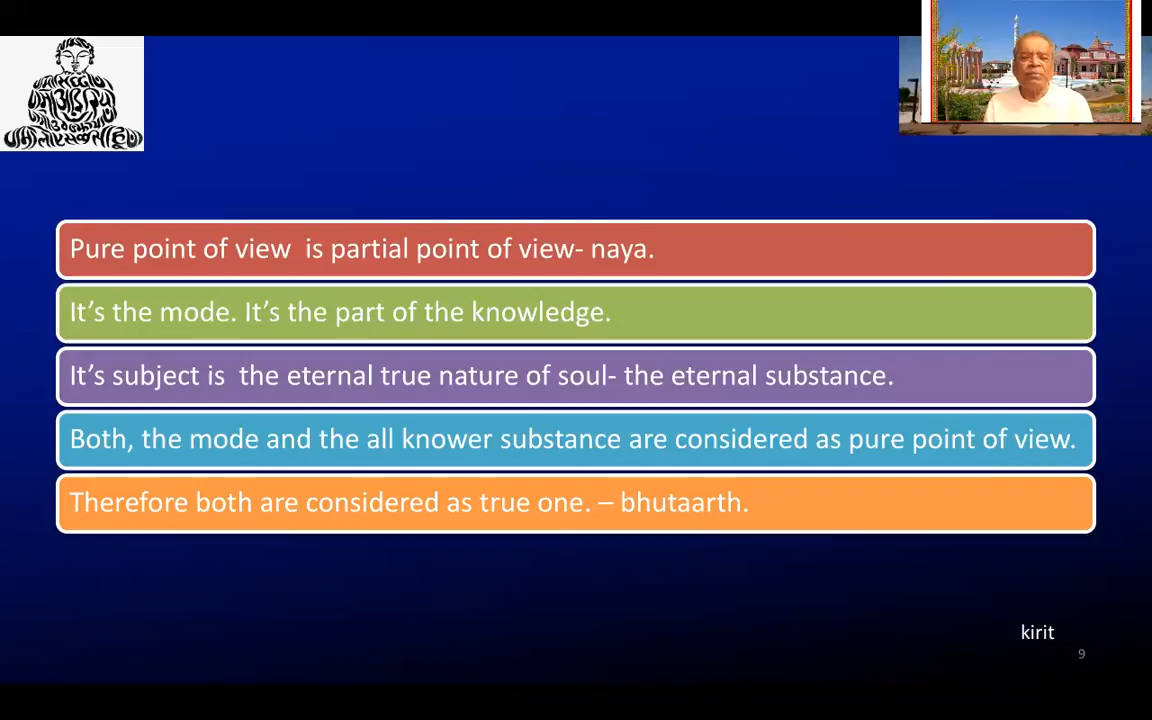 Pure point of view  is partial point of view- naya.
It’s the mode. It’s the part of the knowledge.
It’s subject is  the eternal true nature of soul- the eternal substance.
Both, the mode and the all knower substance are considered as pure point of view.
Therefore both are considered as true one. – bhutaarth.
kirit
9